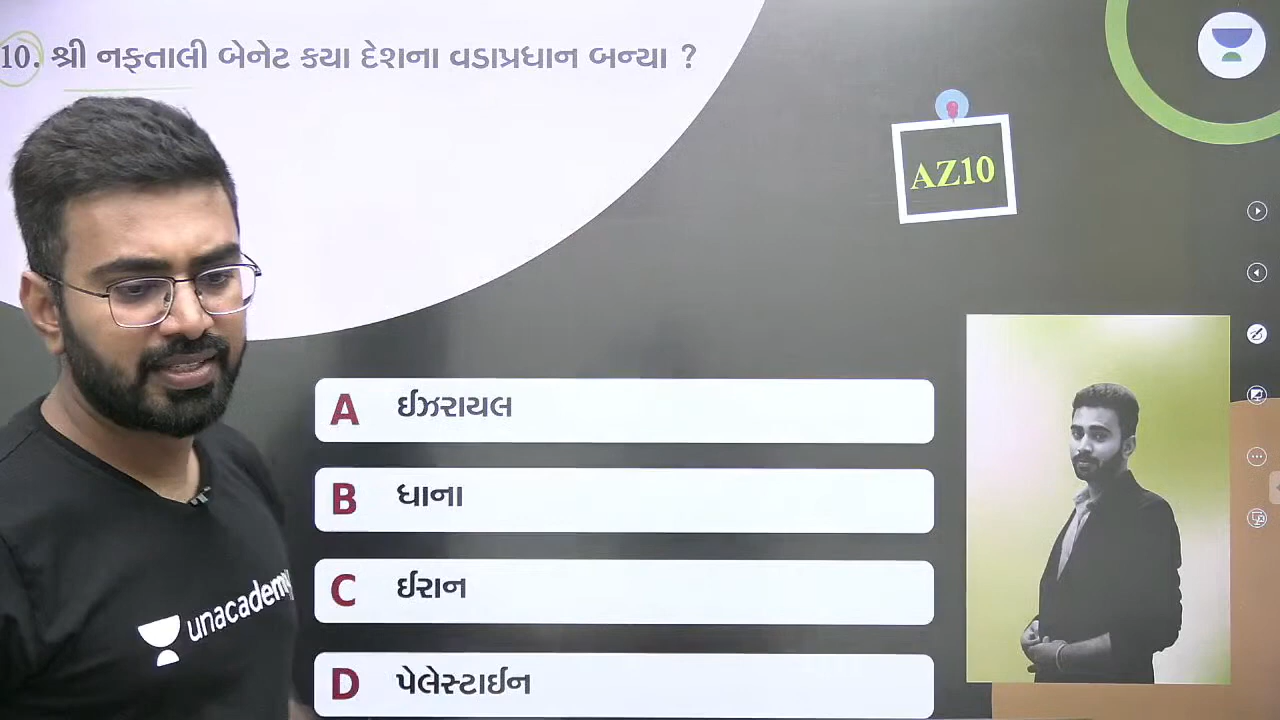 10. શ્રી નફતાલી બેનેટ કયા દેશના વડાપ્રધાન બન્યા ?
AZ10
A ઈઝરાયલ
B ધાના
C ઈરાન
D પેલેસ્ટાઈન
unacademy